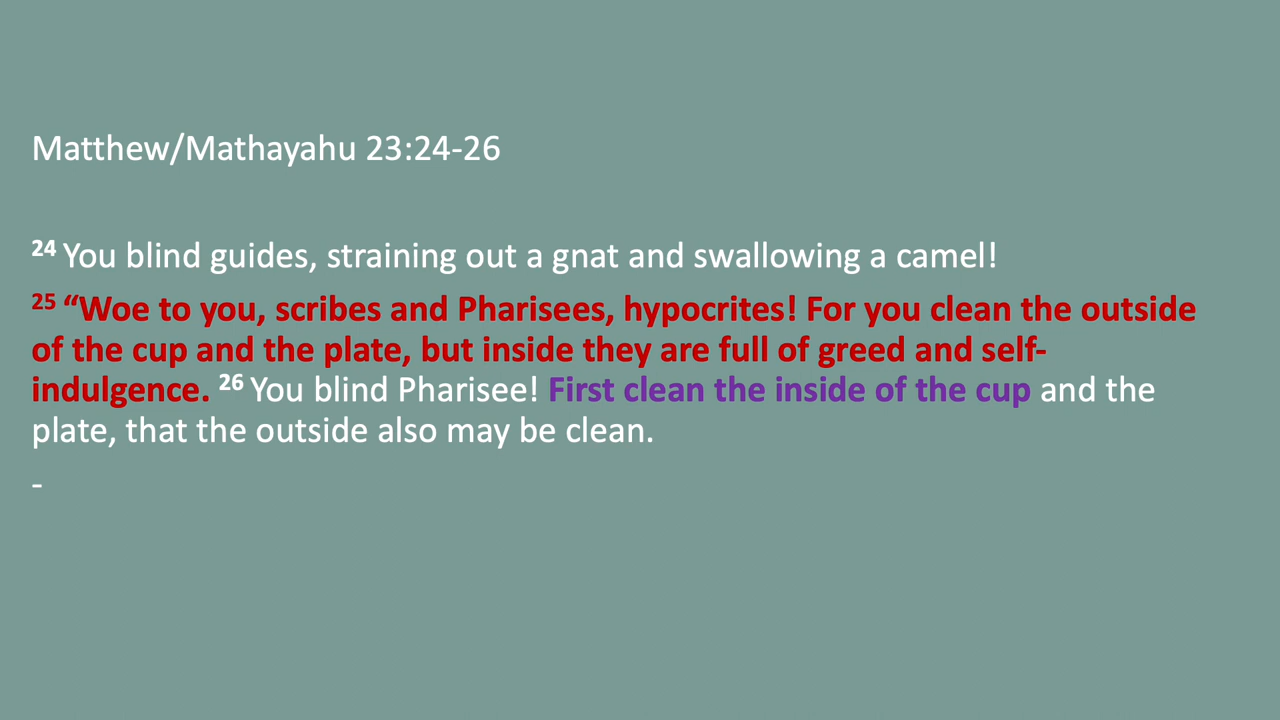 Matthew/Mathayahu 23:24-26
24 You blind guides, straining out a gnat and swallowing a camel!
25 “Woe to you, scribes and Pharisees, hypocrites! For you clean the outside
of the cup and the plate, but inside they are full of greed and self-
indulgence. 26 You blind Pharisee! First clean the inside of the cup and the
plate, that the outside also may be clean.
-